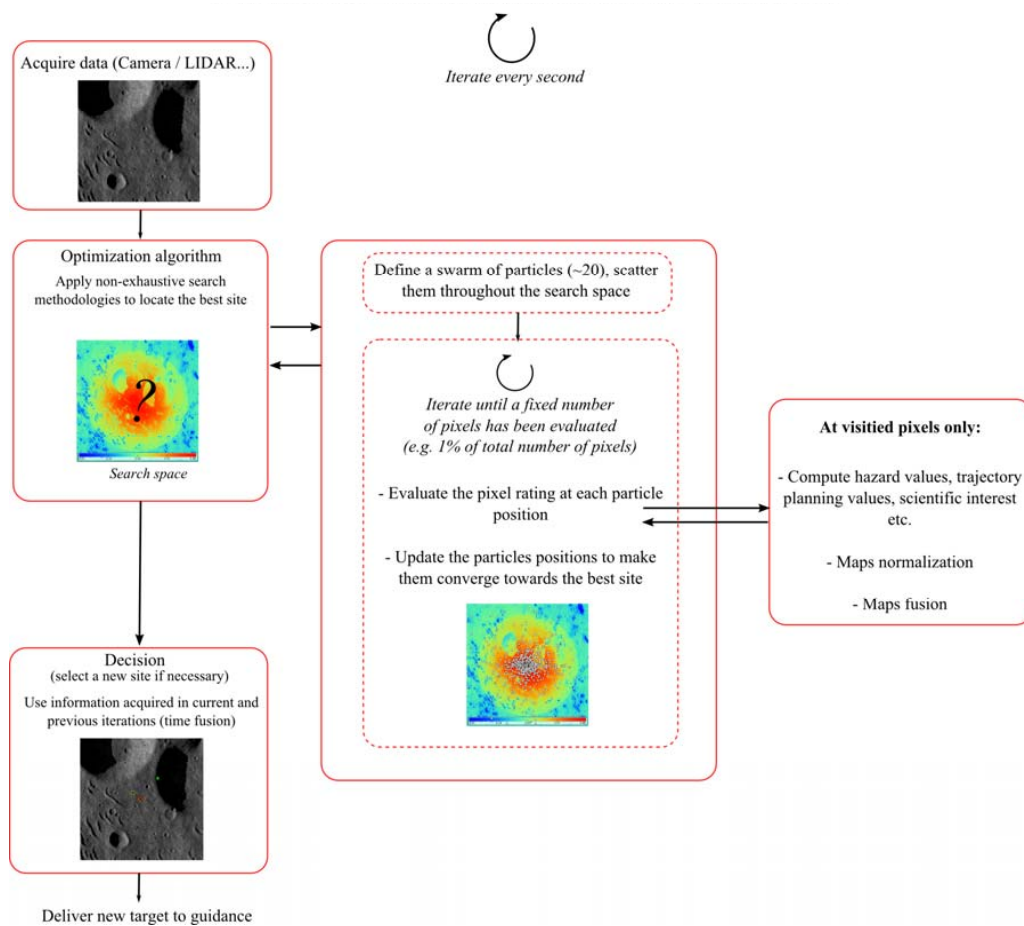 Iterate every second
Acquire data (Camera / LIDAR...)
Optimization algorithm
Apply non-exhaustive search
methodologies to locate the best site
?
Search space
Define a swarm of particles (~20), scatter
them throughout the search space
Iterate until a fixed number
of pixels has been evaluated
(e.g. 1% of total number of pixels)
- Evaluate the pixel rating at each particle
position
- Update the particles positions to make
them converge towards the best site
At visitied pixels only:
- Compute hazard values, trajectory
planning values, scientific interest
etc.
- Maps normalization
- Maps fusion
Decision
(select a new site if necessary)
Use information acquired in current and
previous iterations (time fusion)
Deliver new target to guidance